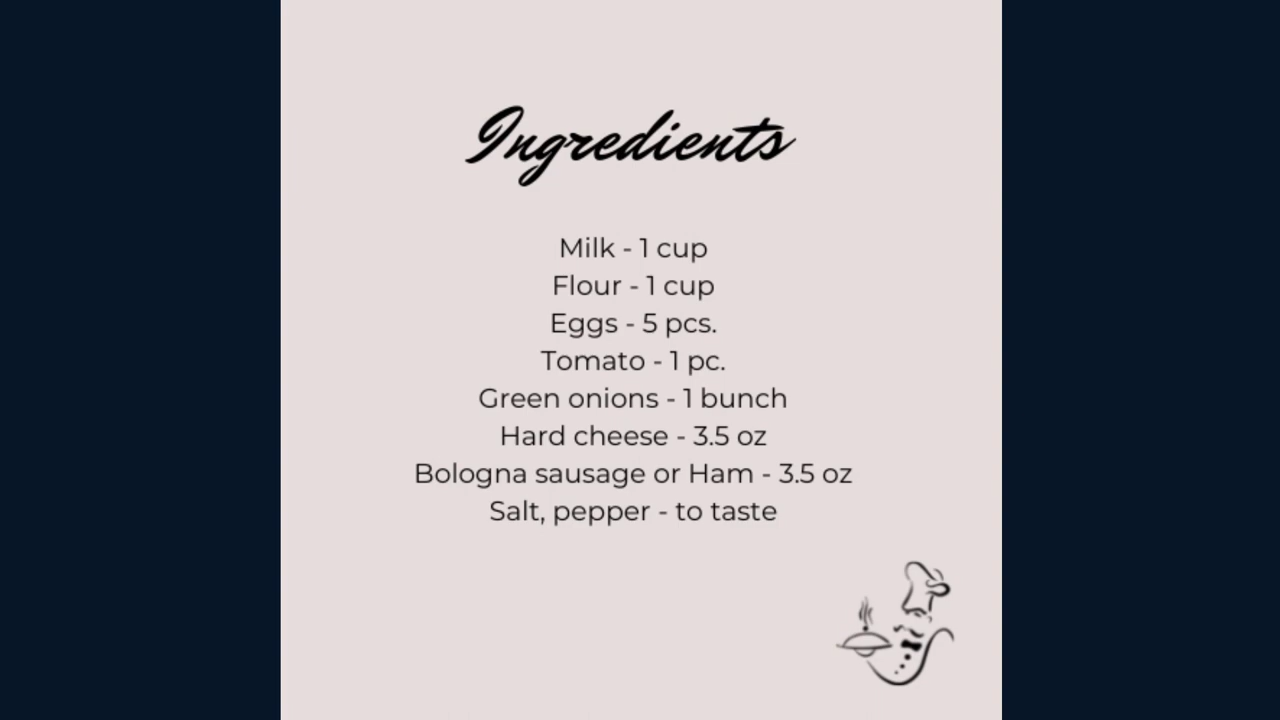 Ingredients
Milk - 1 cup
Flour - 1 cup
Eggs - 5 pcs.
Tomato - 1 pc.
Green onions - 1 bunch
Hard cheese - 3.5 oz
Bologna sausage or Ham - 3.5 oz
Salt, pepper - to taste